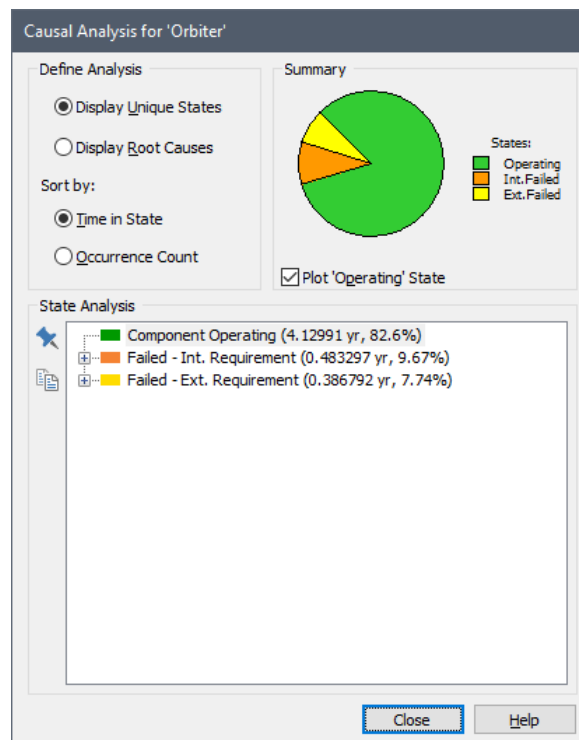 Causal Analysis for 'Orbiter'
Define Analysis
Display Unique States
Display Root Causes
Sort by:
Time in State
Occurrence Count
Summary
States:
Operating
Int.Failed
Ext.Failed
Plot 'Operating' State
State Analysis
Component Operating (4.12991 yr, 82.6%)
Failed - Int. Requirement (0.483297 yr, 9.67%)
Failed - Ext. Requirement (0.386792 yr, 7.74%)
Close
Help